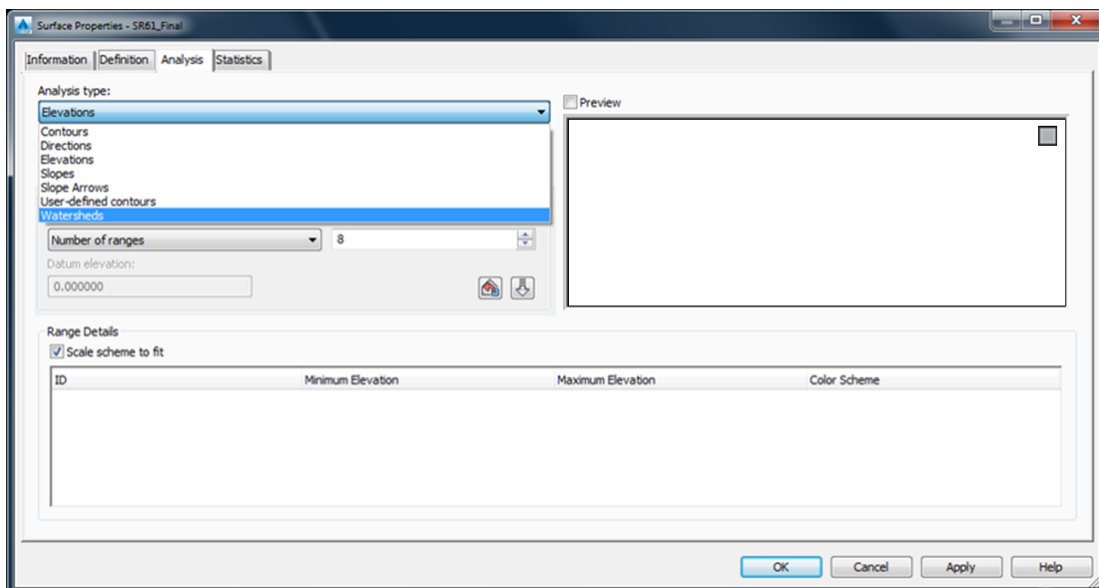 Surface Properties - SR61_Final
Information Definition Analysis Statistics
Analysis type:
Elevations
Contours
Directions
Elevations
Slopes
Slope Arrows
User-defined contours
Watersheds
Number of ranges 8
Datum elevation:
0.000000
Preview
Range Details
Scale scheme to fit
ID Minimum Elevation Maximum Elevation Color Scheme
OK Cancel Apply Help